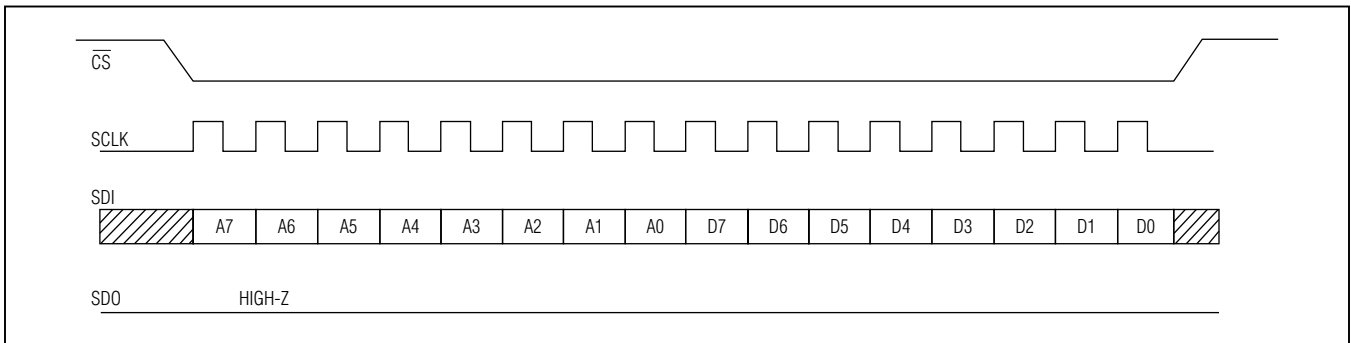 C̅S̅
SCLK
SDI
A7 A6 A5 A4 A3 A2 A1 A0 D7 D6 D5 D4 D3 D2 D1 D0
SDO HIGH-Z